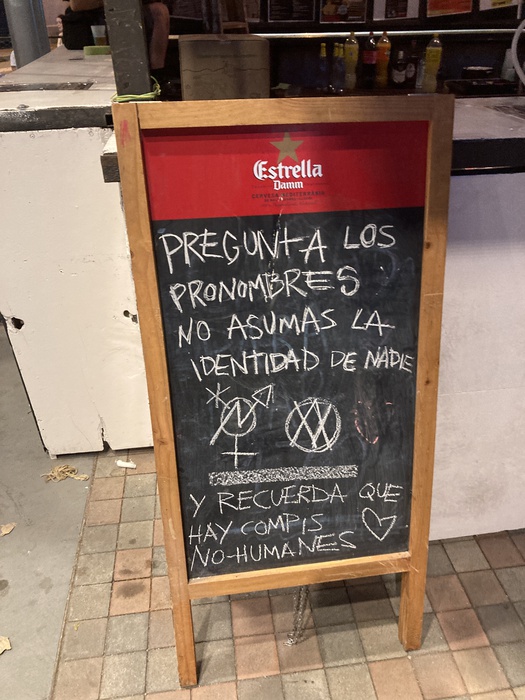 Estrella
Damm
PREGUNTA LOS
PRONOMBRES
NO ASUMAS LA
IDENTIDAD DE NADIE
Y RECUERDA QUE
HAY COMPIS
NO-HUMANES